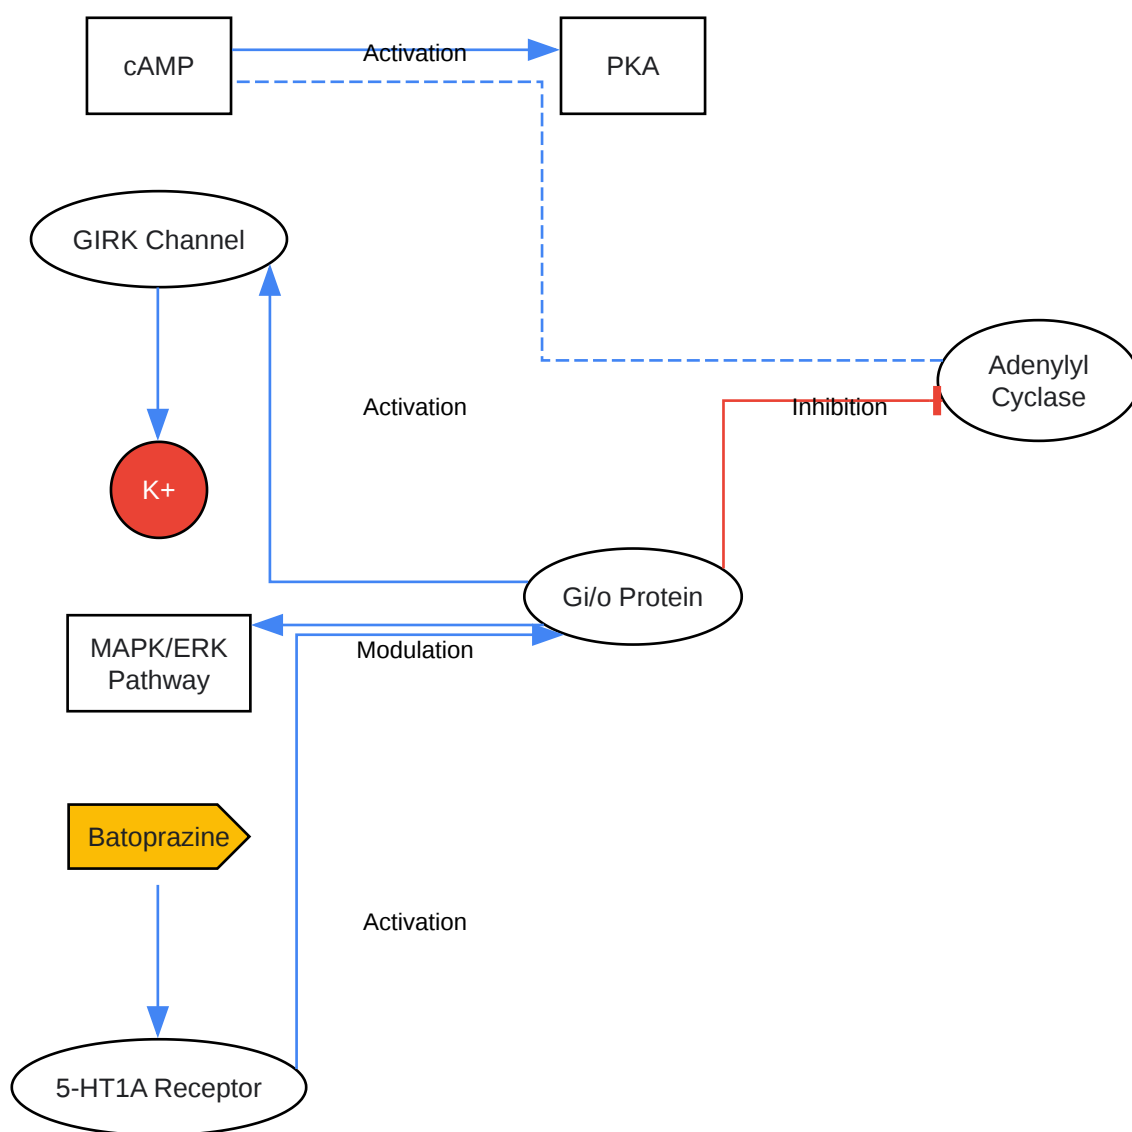 cAMP
Activation
PKA
GIRK Channel
Adenylyl
Cyclase
Activation
Inhibition
K+
Gi/o Protein
MAPK/ERK
Pathway
Modulation
Batoprazine
Activation
5-HT1A Receptor